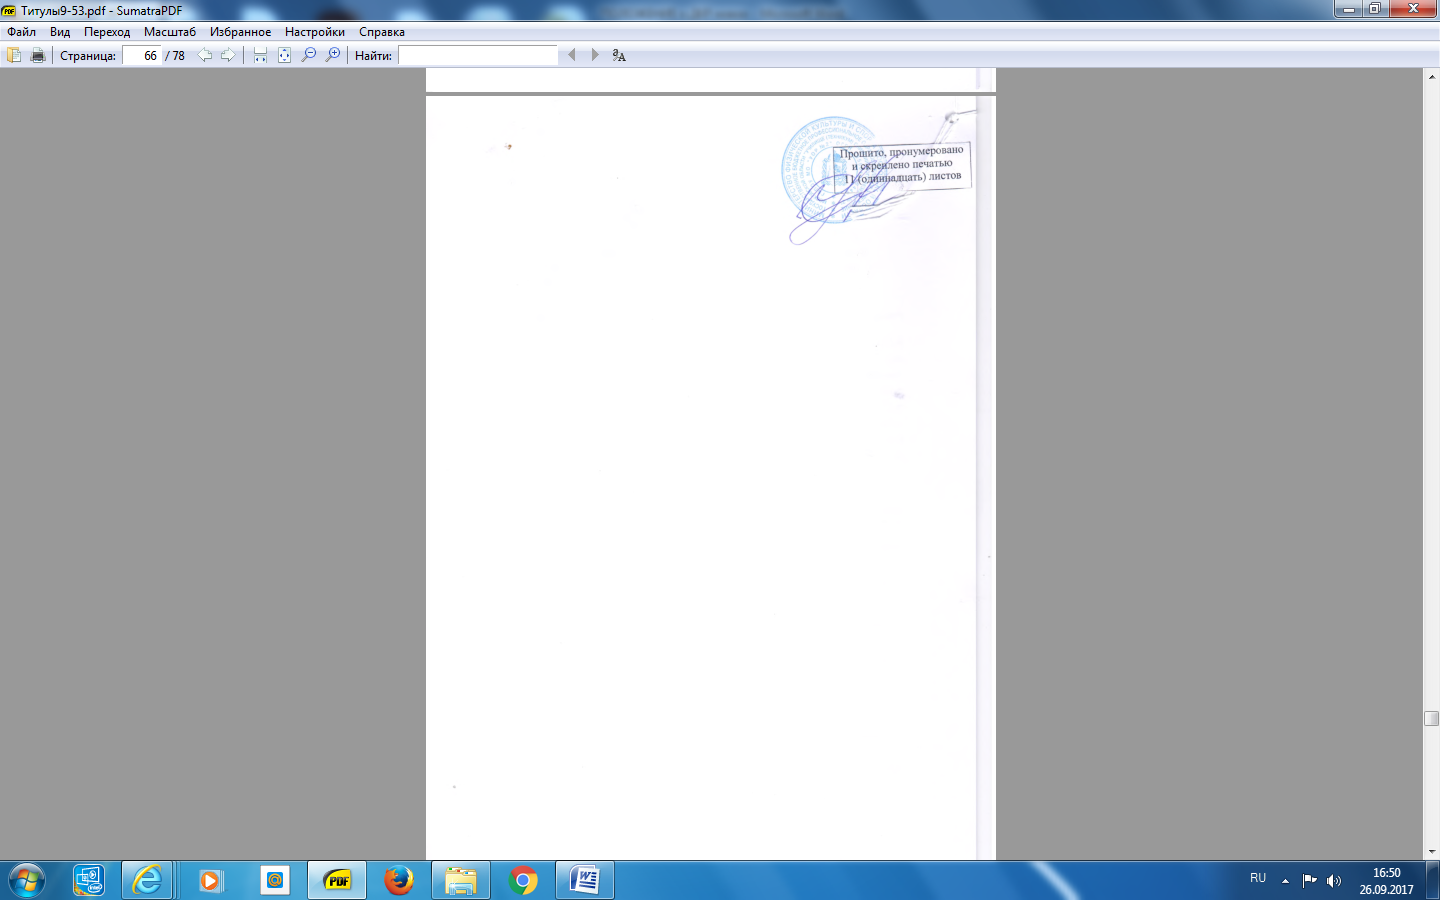 Титулы9-53.pdf - SumatraPDF
Файл Вид Переход Масштаб Избранное Настройки Справка
Страница: 66 / 78 Найти:
КУЛЬТУРЫ И
Прошито, пронумеровано
и скреплено печатью
11 (одиннадцать) листов
RU
16:50
26.09.2017